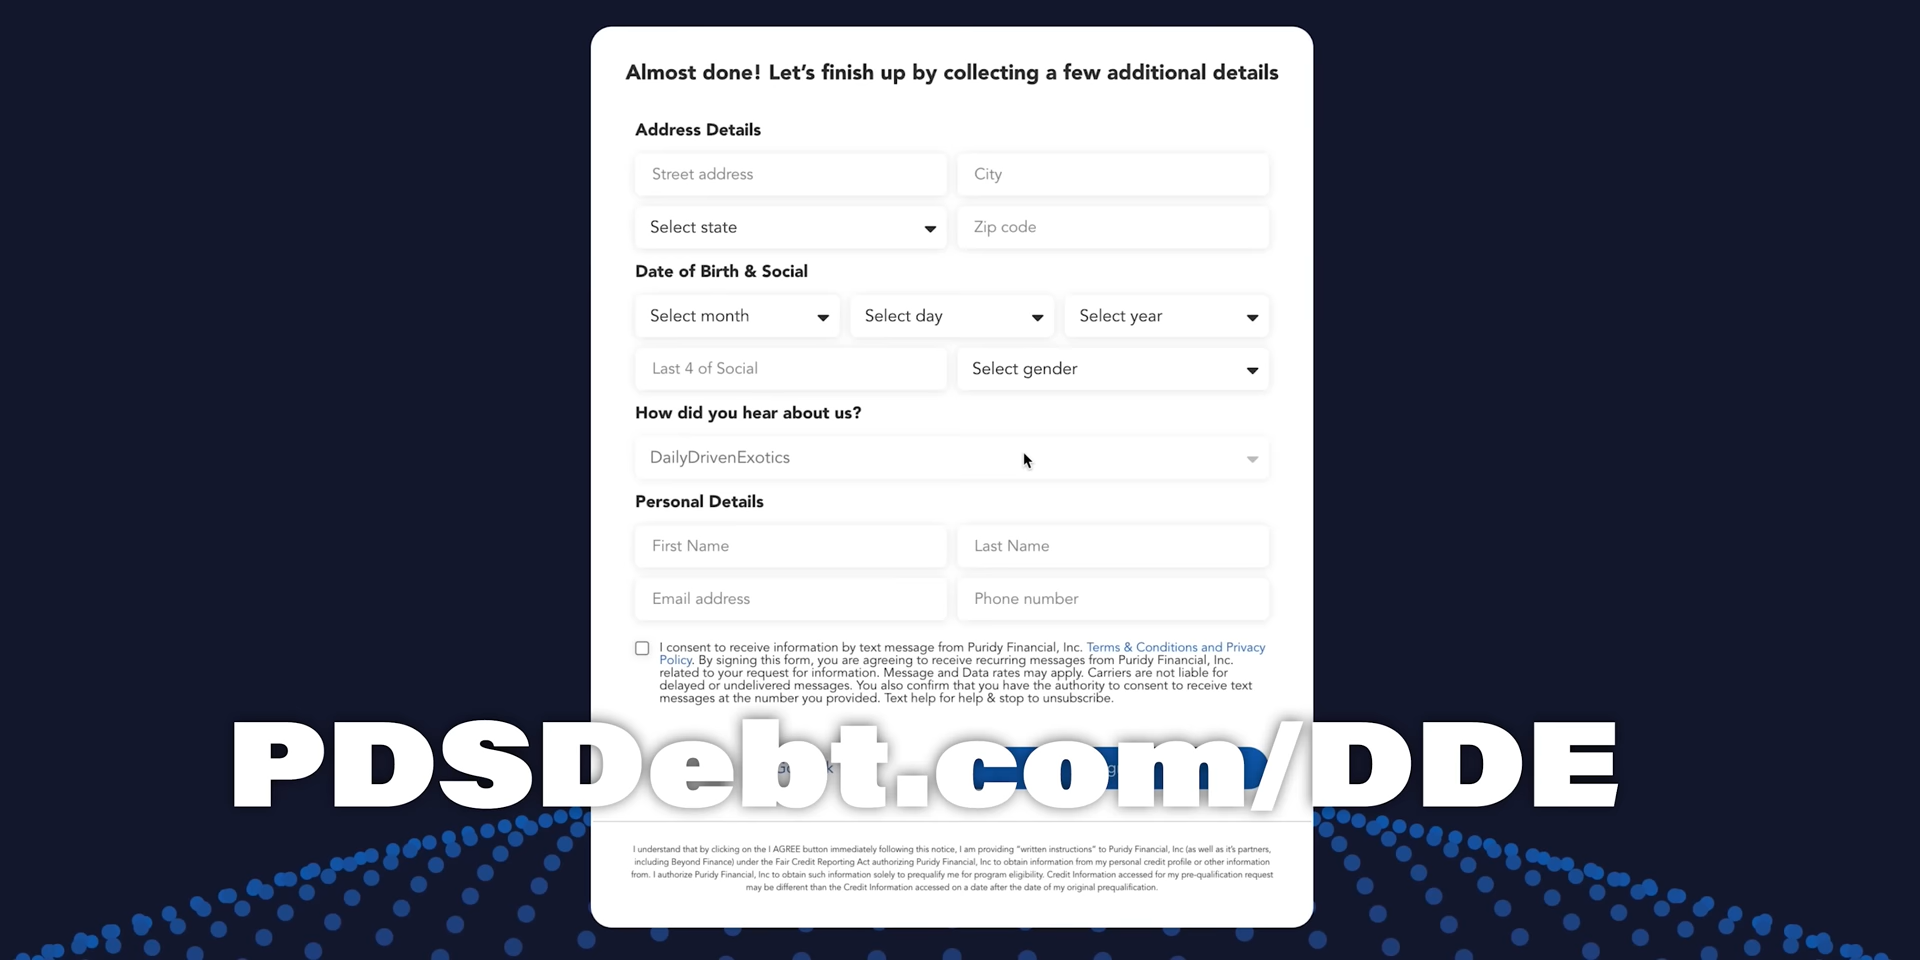 Almost done! Let’s finish up by collecting a few additional details
Address Details
Street address
City
Select state
Zip code
Date of Birth & Social
Select month
Select day
Select year
Last 4 of Social
Select gender
How did you hear about us?
DailyDrivenExotics
Personal Details
First Name
Last Name
Email address
Phone number
I consent to receive information by text message from Puridy Financial, Inc. Terms & Conditions and Privacy
Policy. By signing this form, you are agreeing to receive recurring messages from Puridy Financial, Inc.
related to your request for information. Message and Data rates may apply. Carriers are not liable for
delayed or undelivered messages. You also confirm that you have the authority to consent to receive text
messages at the number you provided. Text help for help & stop to unsubscribe.
PDSDebt.com/DDE
I understand that by clicking on the I AGREE button immediately following this notice, I am providing “written instructions” to Puridy Financial, Inc (as well as it’s partners,
including Beyond Finance) under the Fair Credit Reporting Act authorizing Puridy Financial, Inc to obtain information from my personal credit profile or other information
from. I authorize Puridy Financial, Inc to obtain such information solely to prequalify me for program eligibility. Credit Information accessed for my pre-qualification request
may be different than the Credit Information accessed on a date after the date of my original prequalification.